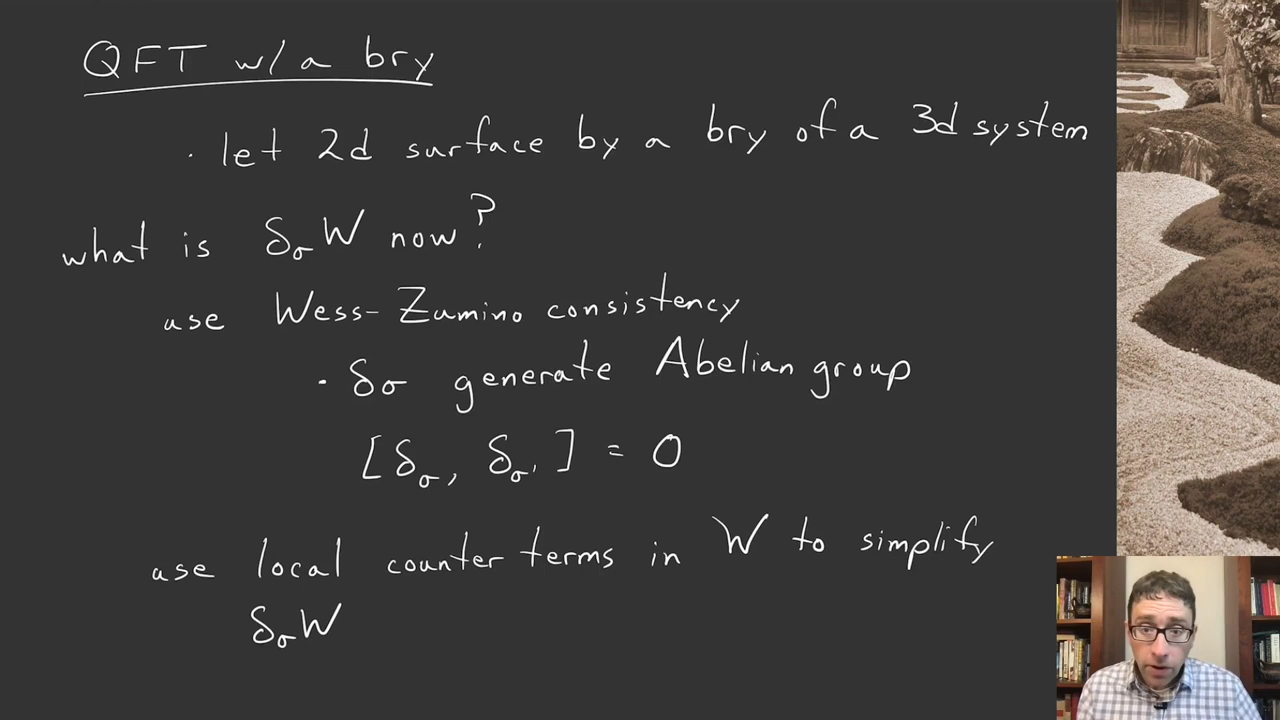 QFT w/a bry
· let 2d surface by a bry of a 3d system
what is δσW now?
use Wess-Zumino consistency
· δσ generate Abelian group
[δσ, δσ'] = 0
use local counter terms in W to simplify
δσW